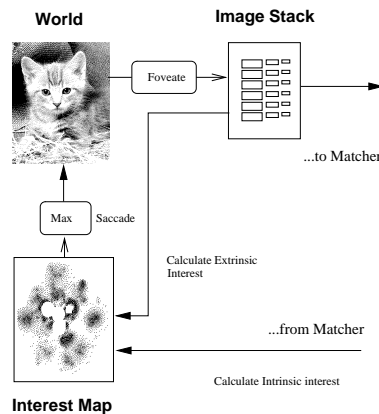 World
Image Stack
Foveate
...to Matcher
Max
Saccade
Calculate Extrinsic
Interest
...from Matcher
Calculate Intrinsic interest
Interest Map